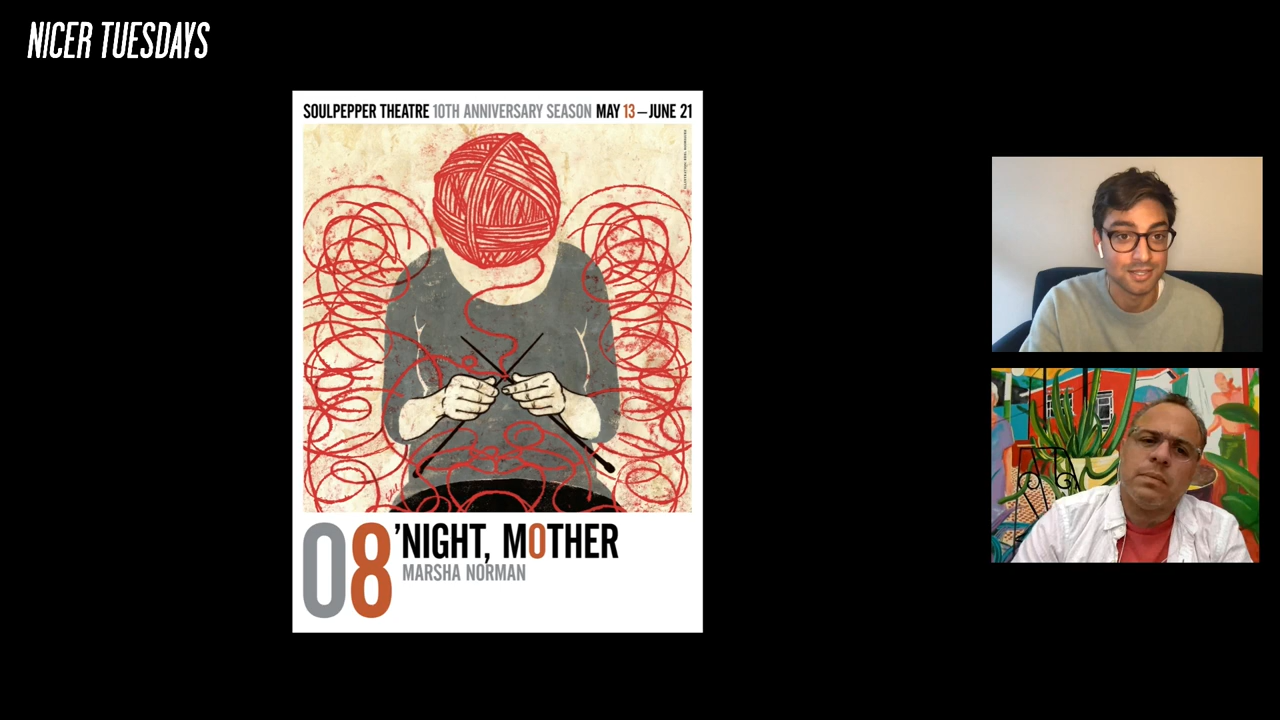 NICER TUESDAYS
SOULPEPPER THEATRE 10TH ANNIVERSARY SEASON MAY 13–JUNE 21
08 'NIGHT, MOTHER
MARSHA NORMAN